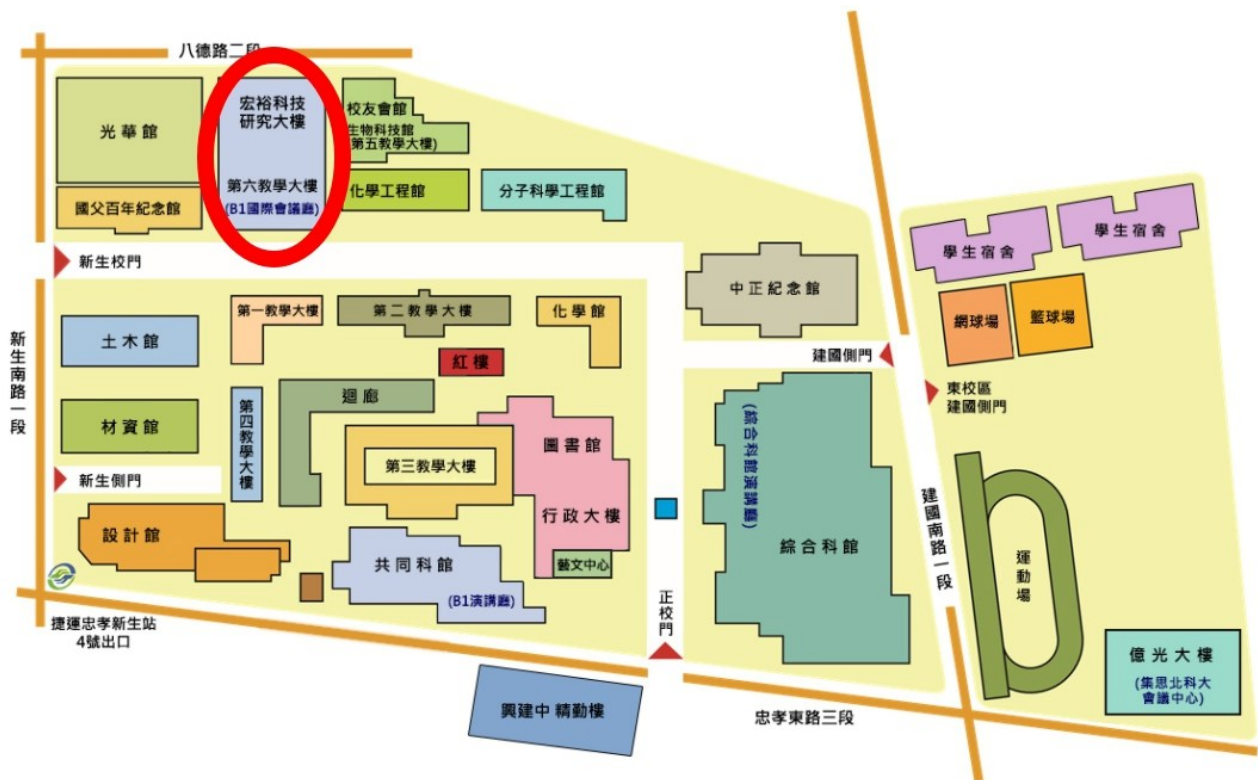 八德路二段
光華館
宏裕科技
研究大樓
第六教學大樓
(B1國際會議廳)
校友會館
生物科技館
第五教學大樓)
國父百年紀念館
化學工程館
分子科學工程館
學生宿舍
學生宿舍
新生校門
中正紀念館
網球場
籃球場
第一教學大樓
第二教學大樓
化學館
土木館
紅樓
建國側門
新生南路一段
東校區
建國側門
迴廊
第四教學大樓
材資館
圖書館
(綜合科館演講廳)
第三教學大樓
新生側門
設計館
行政大樓
綜合科館
建國南路一段
運動場
共同科館
藝文中心
(B1演講廳)
正校門
捷運忠孝新生站
4號出口
億光大樓
(集思北科大
會議中心)
興建中 精勤樓
忠孝東路三段